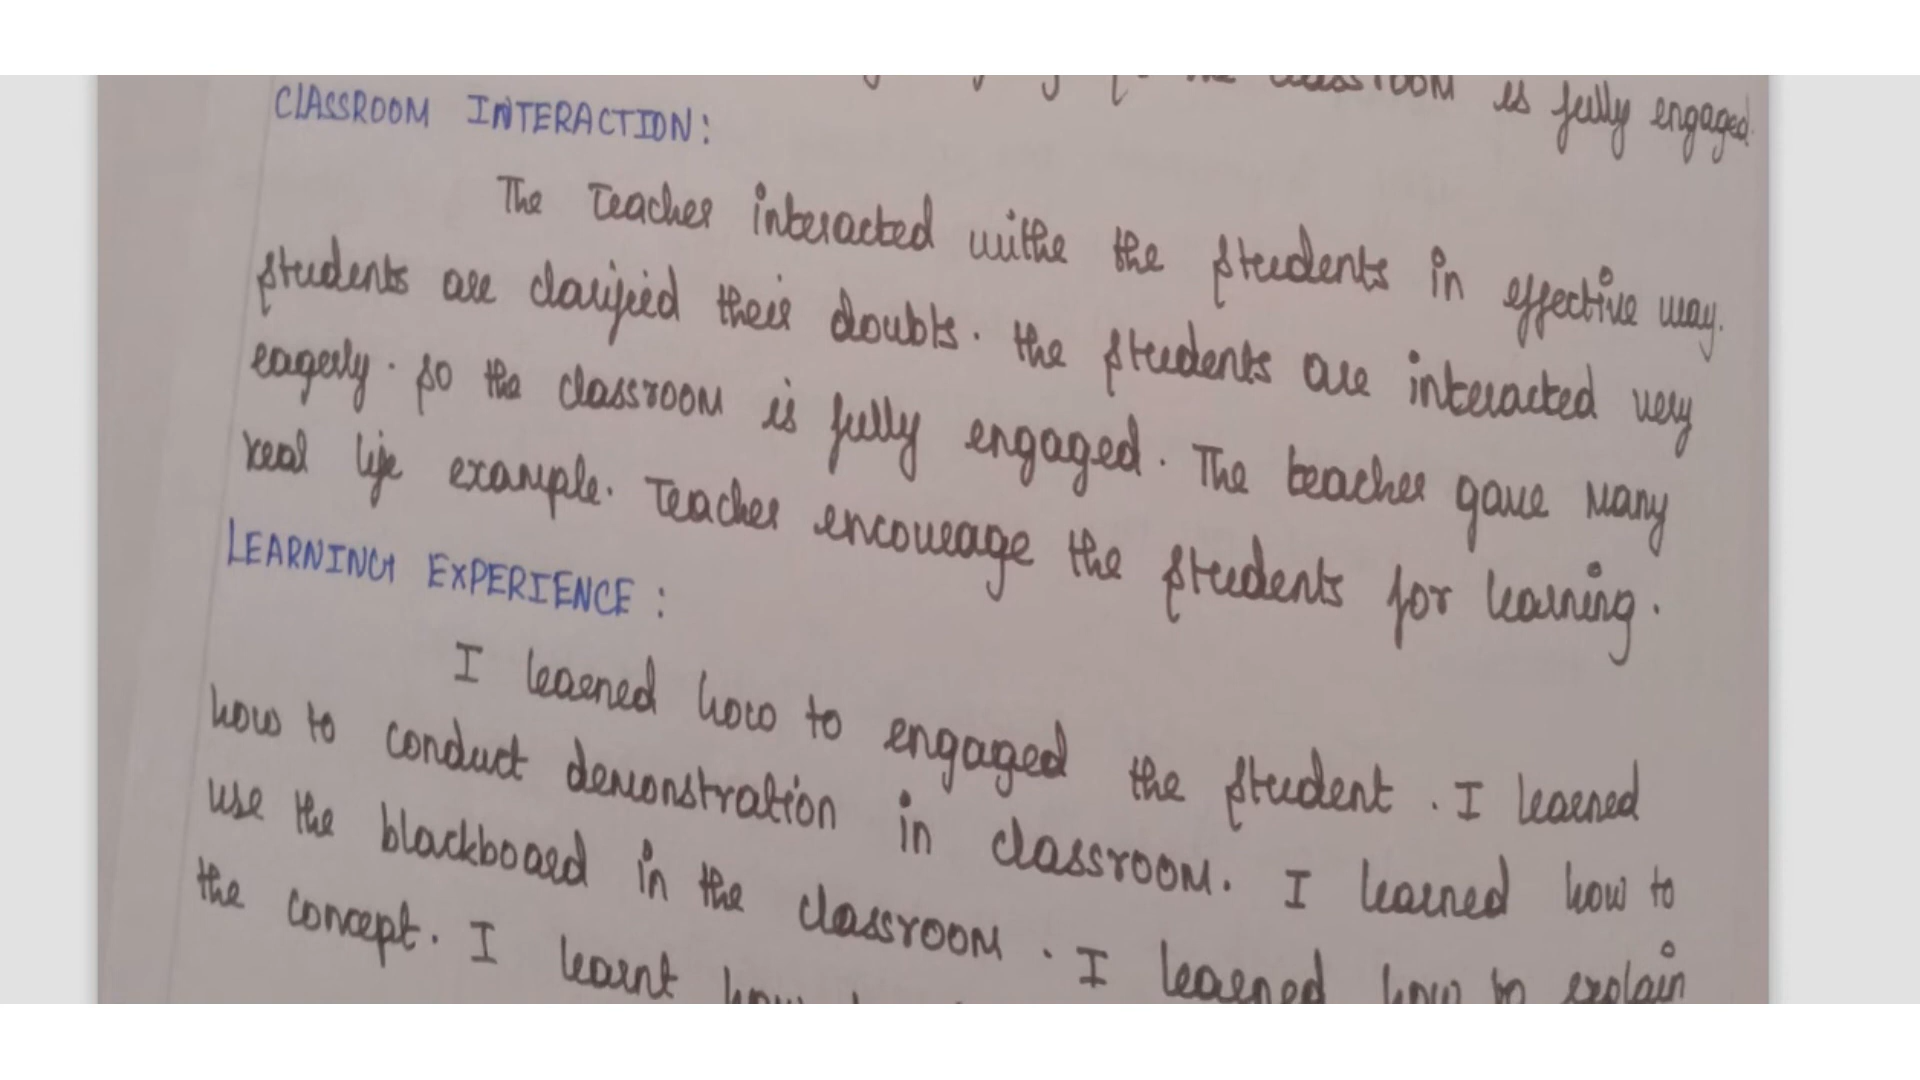 the classroom is fully engaged.
CLASSROOM INTERACTION:
The Teacher interacted withe the students in effective way.
students are clarified their doubts. the students are interacted very
eagerly. so the classroom is fully engaged. The teacher gave many
real life example. Teacher encourage the students for learning.
LEARNING EXPERIENCE :
I learned how to engaged the student. I learned
how to conduct demonstration in classroom. I learned how to
use the blackboard in the classroom. I learned how to explain
the concept. I learnt how